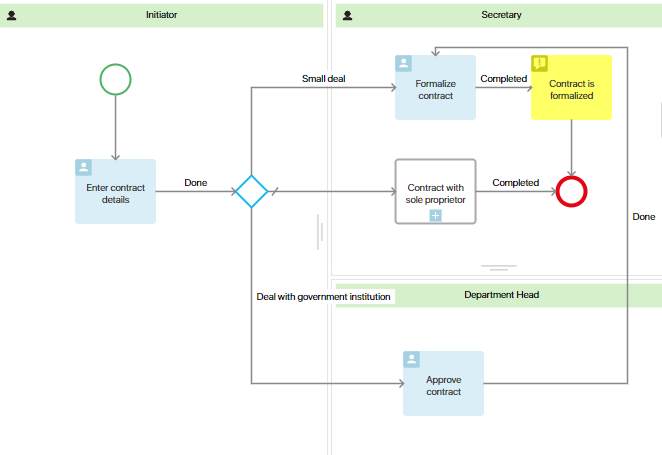 Initiator
Secretary
Small deal
Formalize
contract
Completed
Contract is
formalized
Enter contract
details
Done
Contract with
sole proprietor
Completed
Done
Deal with government institution
Department Head
Approve
contract